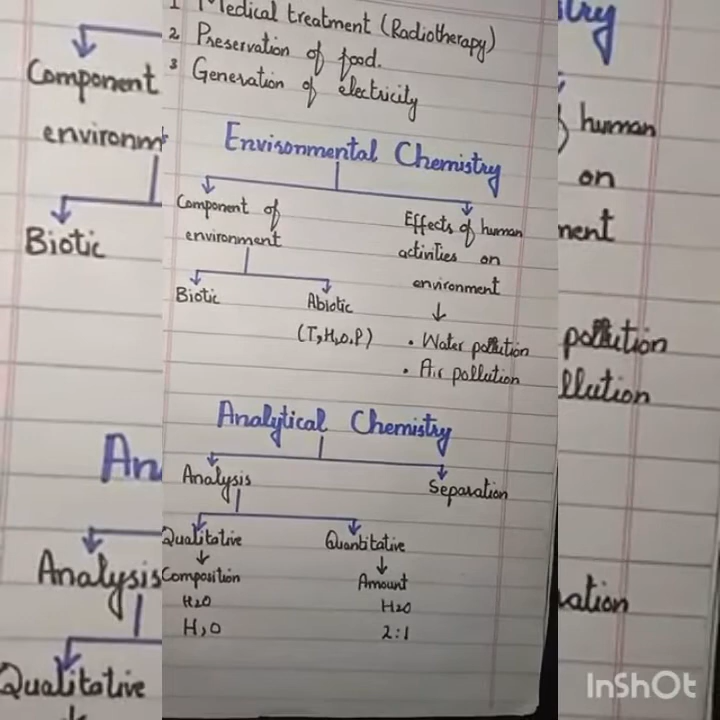 1 Medical treatment (Radiotherapy)
2 Preservation of food.
3 Generation of electricity
Environmental Chemistry
Component of environment
Effects of human activities on environment
Biotic
Abiotic
(T, H2O, P)
• Water pollution
• Air pollution
Analytical Chemistry
Analysis
Separation
Qualitative
Quantitative
Composition
Amount
H2O
H2O
H, O
2:1
InShOt